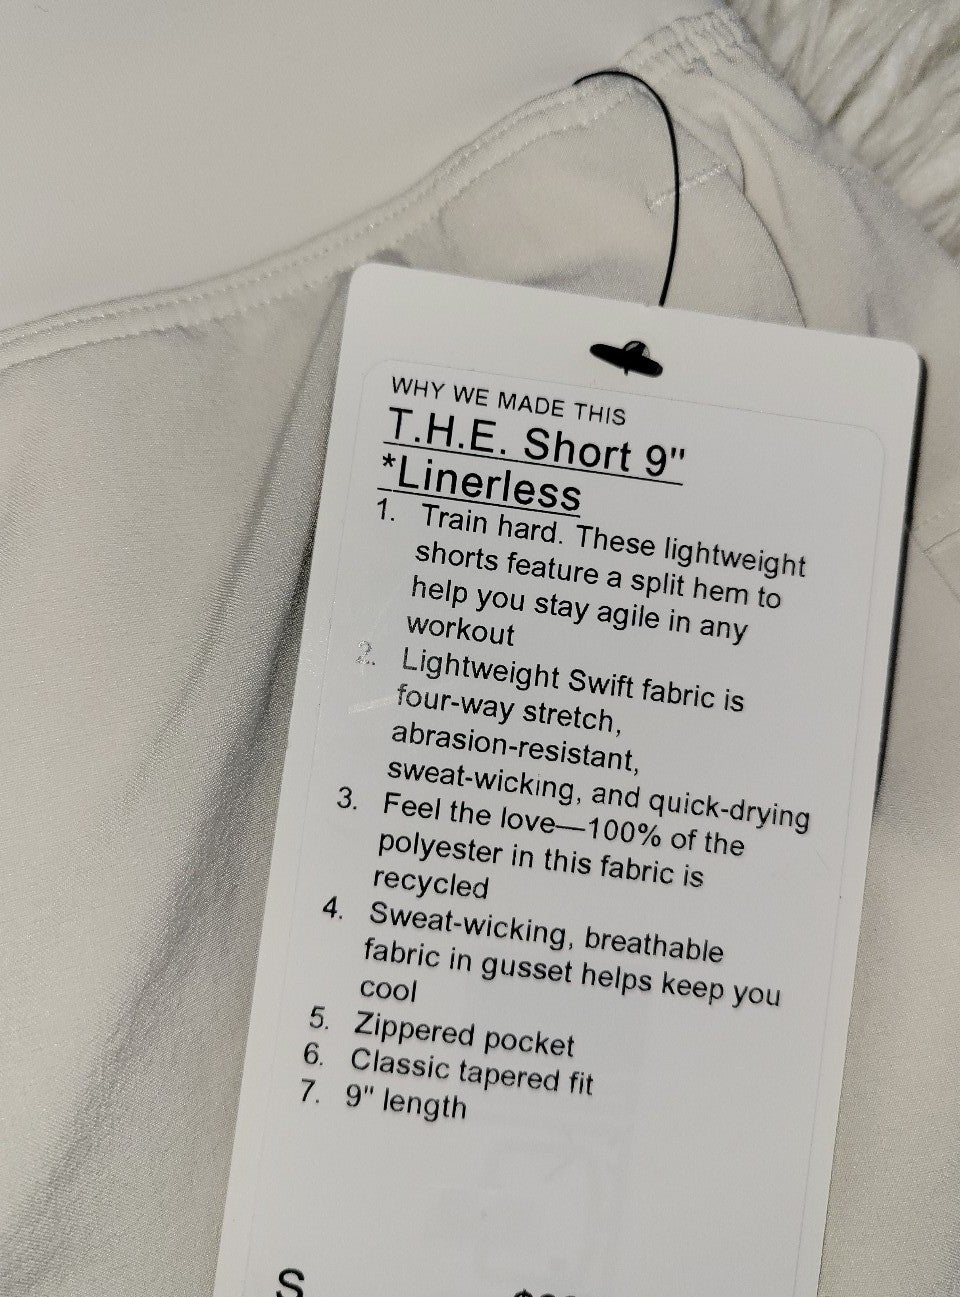 WHY WE MADE THIS
T.H.E. Short 9"
*Linerless
1. Train hard. These lightweight
shorts feature a split hem to
help you stay agile in any
workout
2. Lightweight Swift fabric is
four-way stretch,
abrasion-resistant,
sweat-wicking, and quick-drying
3. Feel the love—100% of the
polyester in this fabric is
recycled
4. Sweat-wicking, breathable
fabric in gusset helps keep you
cool
5. Zippered pocket
6. Classic tapered fit
7. 9" length
S